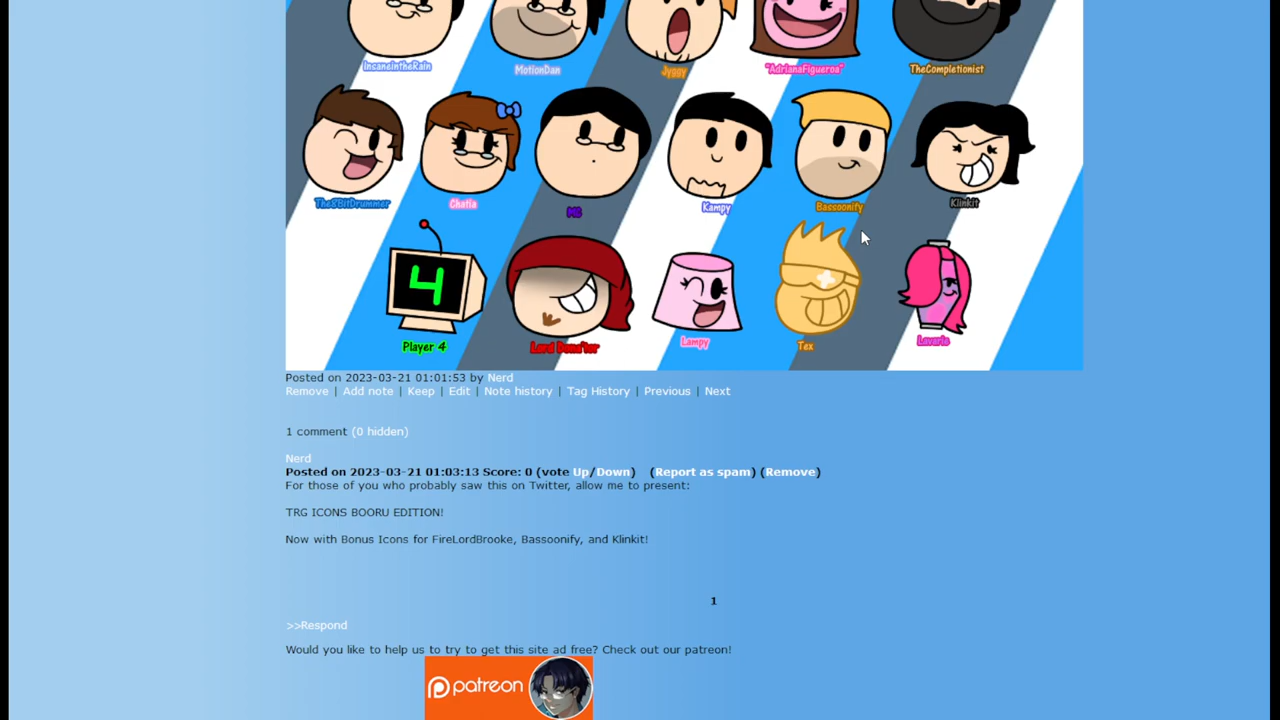 InsaneintheRain MotionDan Jyggy "AdrianaFigueroa" TheCompletionist
The8BitDrummer Chatla MG Kampy Bassoonify Klinkit
4
Player 4 Lord Dona'tor Lampy Tex Laverie
Posted on 2023-03-21 01:01:53 by Nerd
Remove | Add note | Keep | Edit | Note history | Tag History | Previous | Next
1 comment (0 hidden)
Nerd
Posted on 2023-03-21 01:03:13 Score: 0 (vote Up/Down) (Report as spam) (Remove)
For those of you who probably saw this on Twitter, allow me to present:
TRG ICONS BOORU EDITION!
Now with Bonus Icons for FireLordBrooke, Bassoonify, and Klinkit!
1
>>Respond
Would you like to help us to try to get this site ad free? Check out our patreon!
patreon